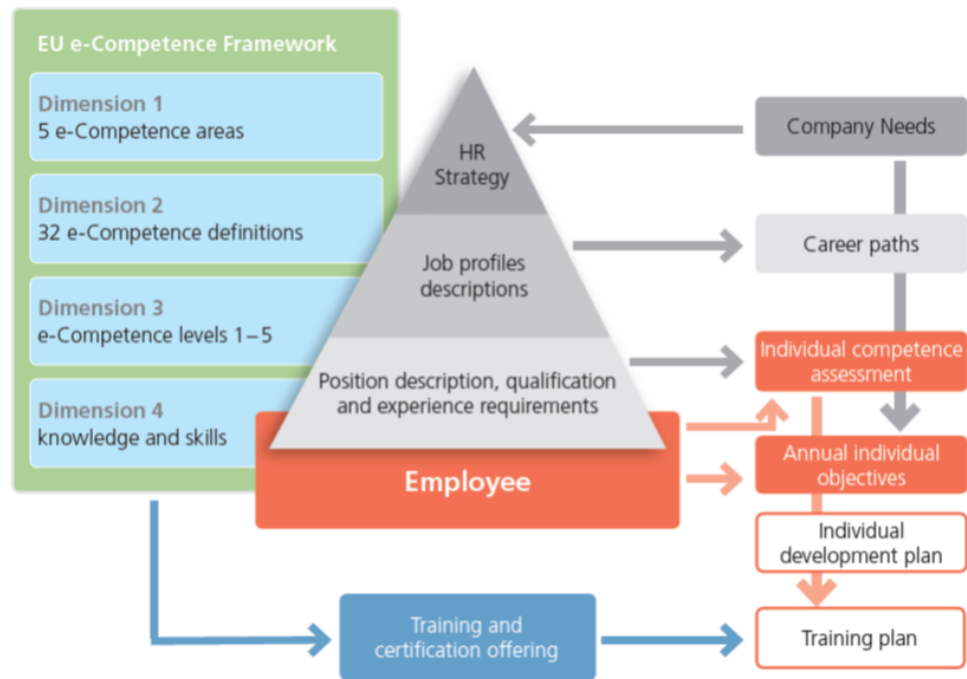 EU e-Competence Framework
Dimension 1
5 e-Competence areas
Dimension 2
32 e-Competence definitions
Dimension 3
e-Competence levels 1–5
Dimension 4
knowledge and skills
HR
Strategy
Job profiles
descriptions
Position description, qualification
and experience requirements
Employee
Company Needs
Career paths
Individual competence
assessment
Annual individual
objectives
Individual
development plan
Training and
certification offering
Training plan